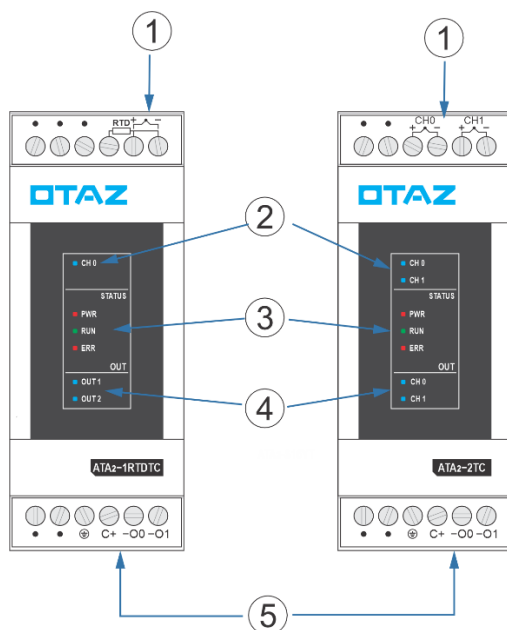 1
1
RTD + −
CH0 CH1
+ − + −
OTAZ
OTAZ
2
CH 0
CH 0
CH 1
STATUS
STATUS
3
PWR
RUN
ERR
PWR
RUN
ERR
OUT
OUT
4
OUT 1
OUT 2
CH 0
CH 1
ATA2-1RTDTC
ATA2-2TC
C+ -O0 -O1
C+ -O0 -O1
5